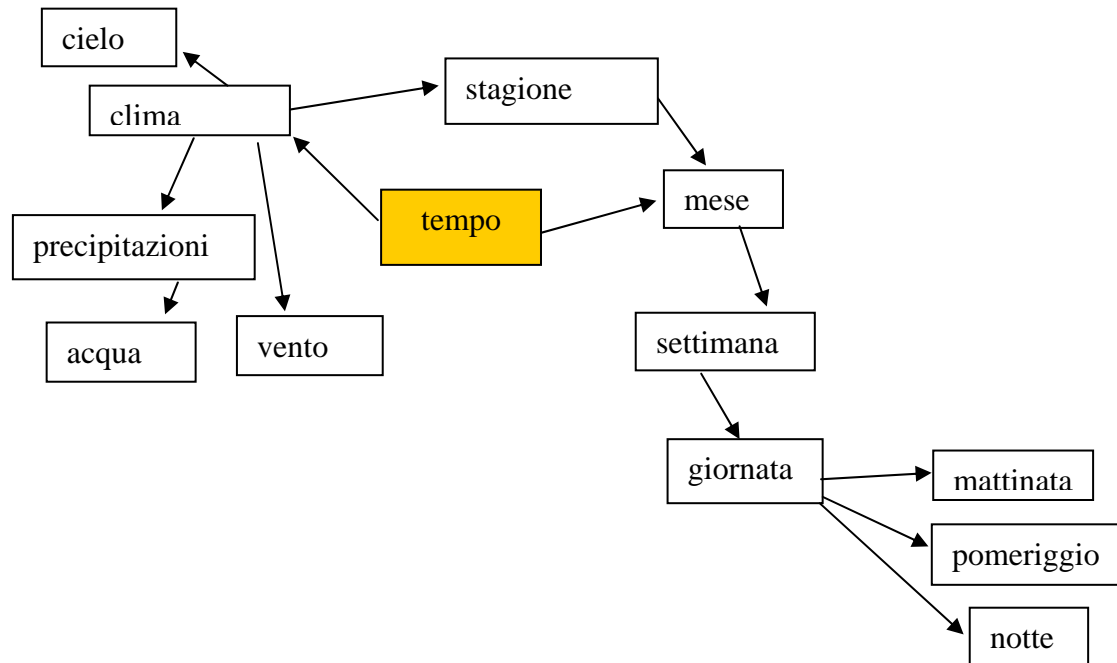 cielo
clima
stagione
tempo
mese
precipitazioni
acqua
vento
settimana
giornata
mattinata
pomeriggio
notte